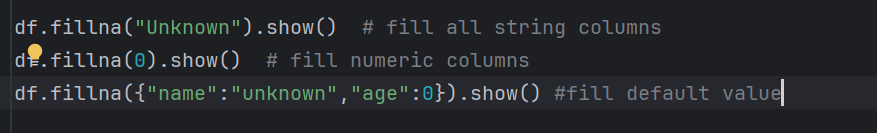 df.fillna("Unknown").show()  # fill all string columns
df.fillna(0).show()  # fill numeric columns
df.fillna({"name":"unknown","age":0}).show() #fill default value